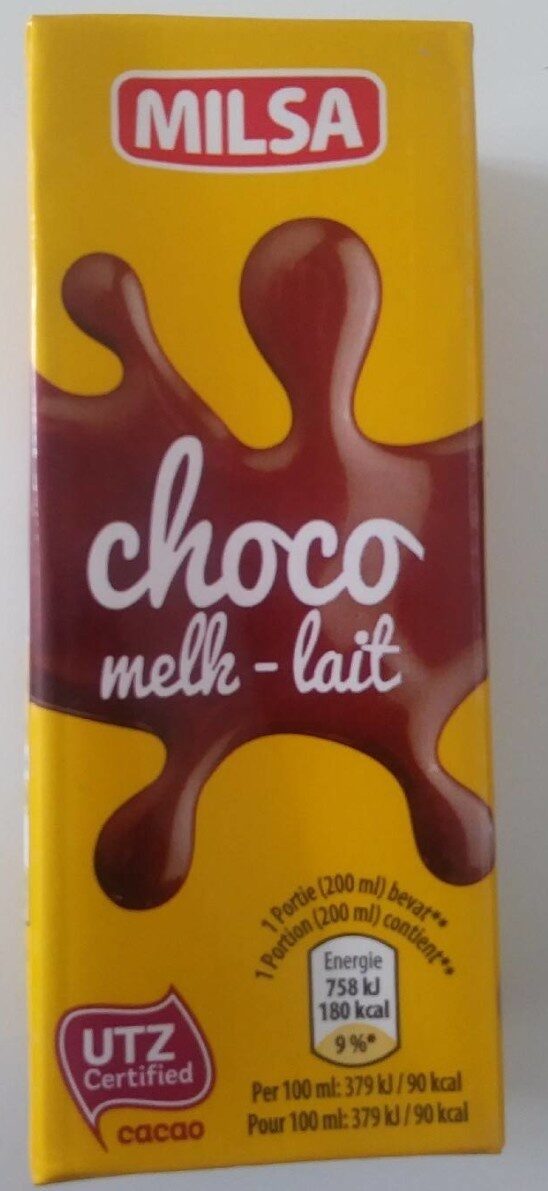 MILSA
choco
melk - lait
1 Portie (200 ml) bevat**
1 Portion (200 ml) contient**
Energie
758 kJ
180 kcal
9 %*
UTZ
Certified
cacao
Per 100 ml: 379 kJ / 90 kcal
Pour 100 ml: 379 kJ / 90 kcal